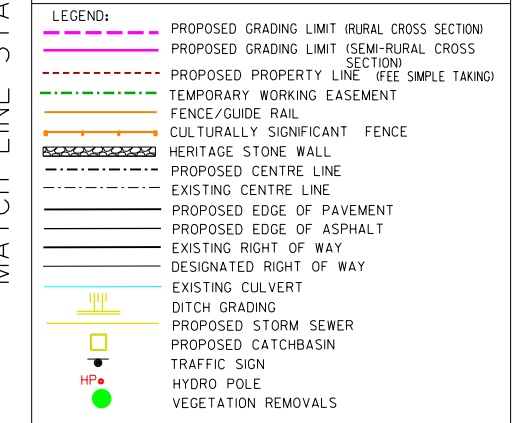 LEGEND:
PROPOSED GRADING LIMIT (RURAL CROSS SECTION)
PROPOSED GRADING LIMIT (SEMI-RURAL CROSS
SECTION)
PROPOSED PROPERTY LINE (FEE SIMPLE TAKING)
TEMPORARY WORKING EASEMENT
FENCE/GUIDE RAIL
CULTURALLY SIGNIFICANT FENCE
HERITAGE STONE WALL
PROPOSED CENTRE LINE
EXISTING CENTRE LINE
PROPOSED EDGE OF PAVEMENT
PROPOSED EDGE OF ASPHALT
EXISTING RIGHT OF WAY
DESIGNATED RIGHT OF WAY
EXISTING CULVERT
DITCH GRADING
PROPOSED STORM SEWER
PROPOSED CATCHBASIN
TRAFFIC SIGN
HP HYDRO POLE
VEGETATION REMOVALS
MATCH LINE STA